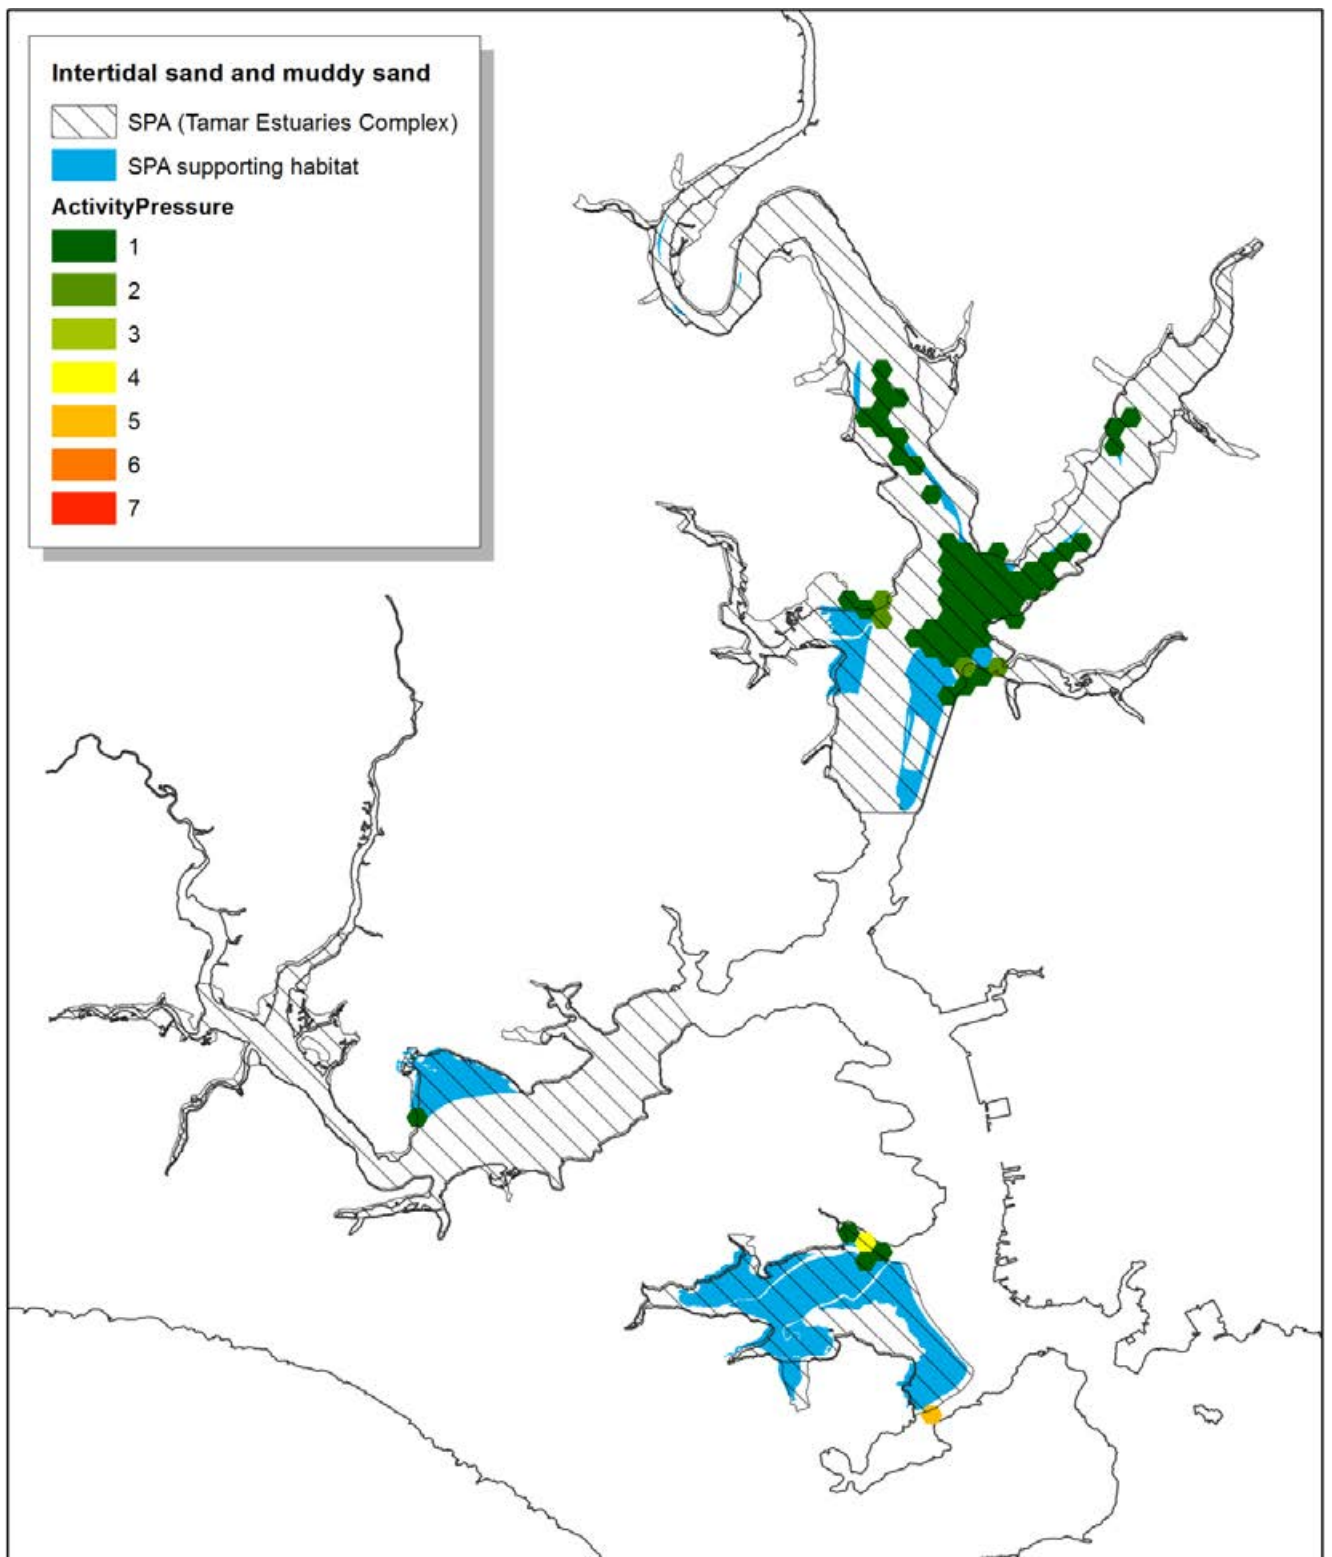 Intertidal sand and muddy sand
SPA (Tamar Estuaries Complex)
SPA supporting habitat
ActivityPressure
1
2
3
4
5
6
7